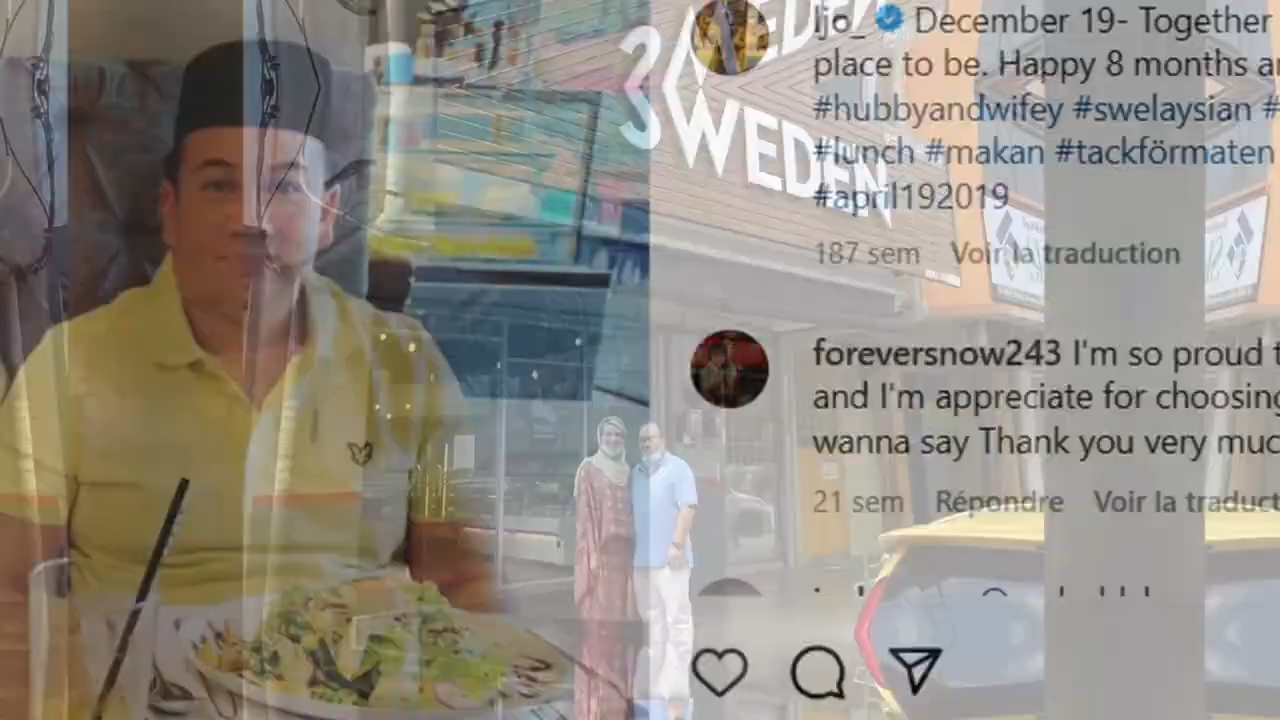 ljo_ December 19- Together
place to be. Happy 8 months
#hubbyandwifey #swelaysian #
#lunch #makan #tackförmaten
#april192019
187 sem Voir la traduction
foreversnow243 I'm so proud
and I'm appreciate for choosing
wanna say Thank you very muc
21 sem Répondre Voir la traduct
WEDEN